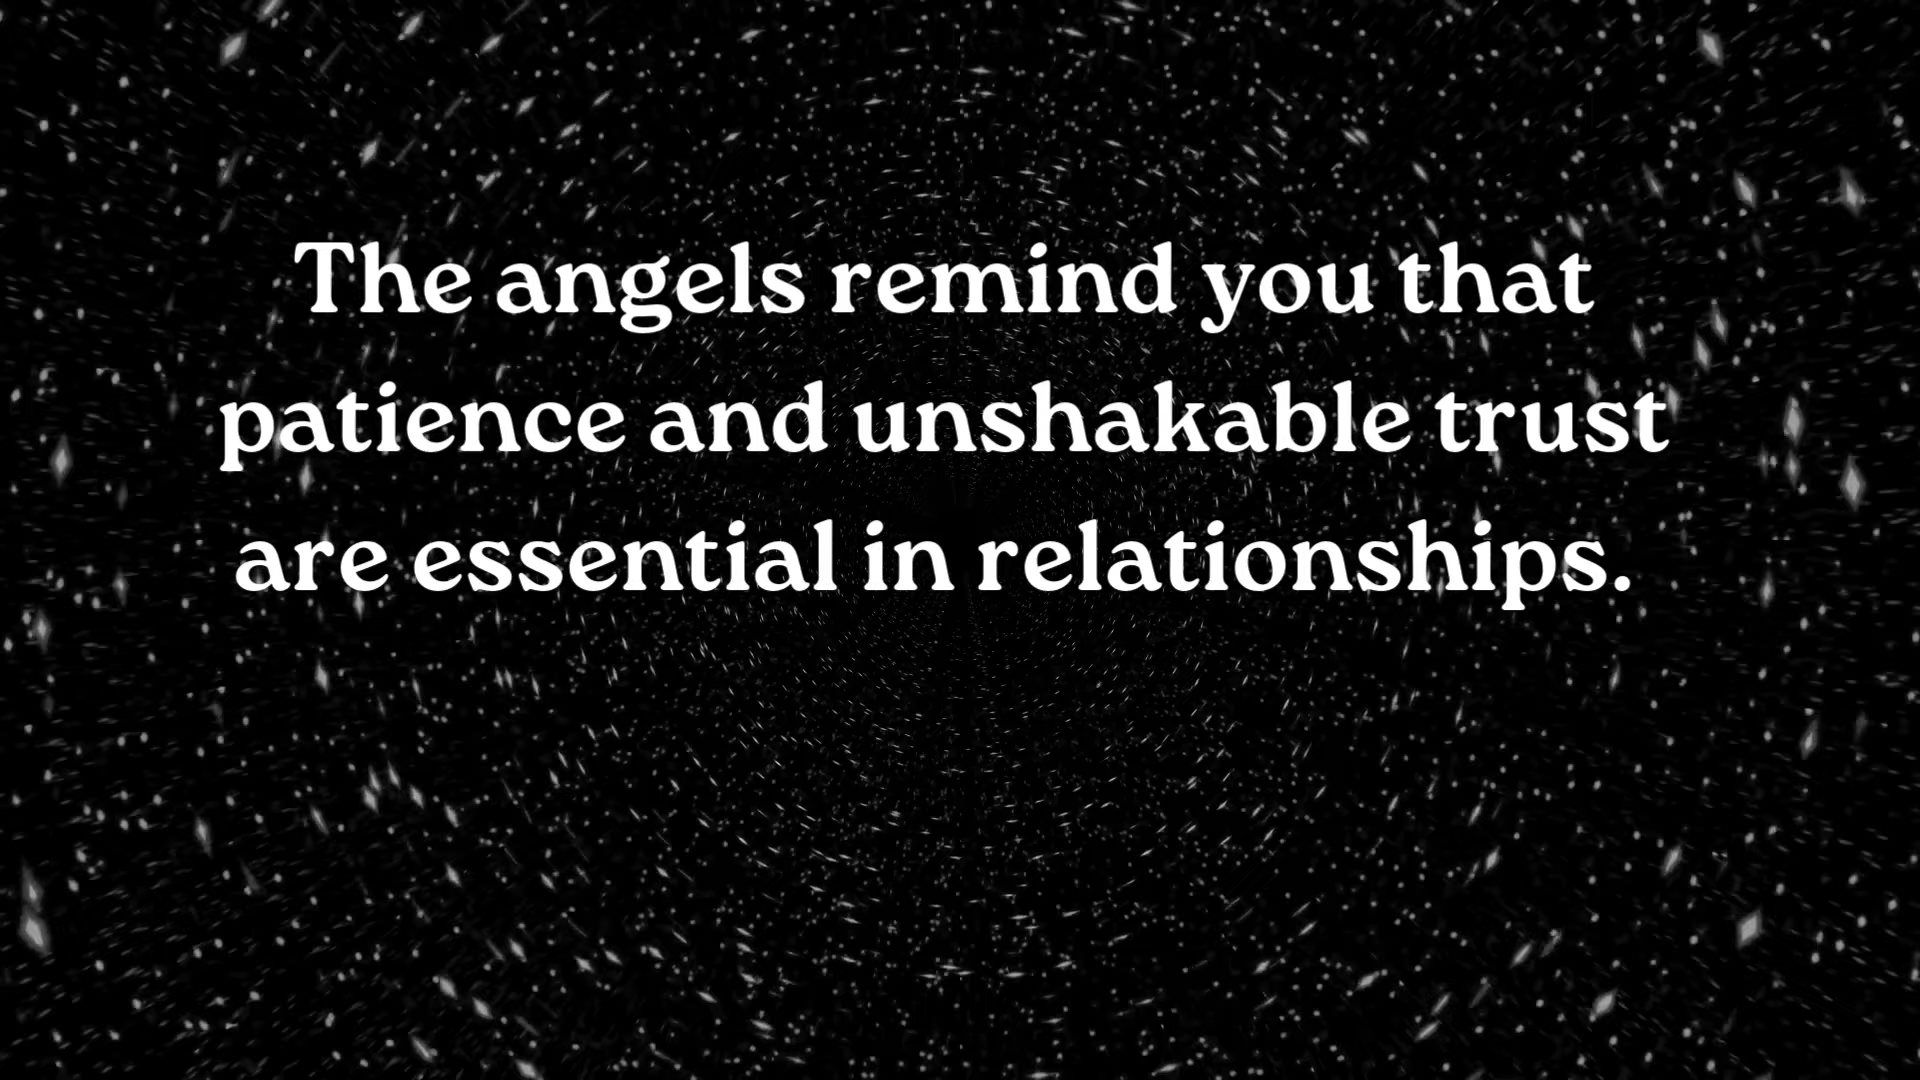 The angels remind you that
patience and unshakable trust
are essential in relationships.